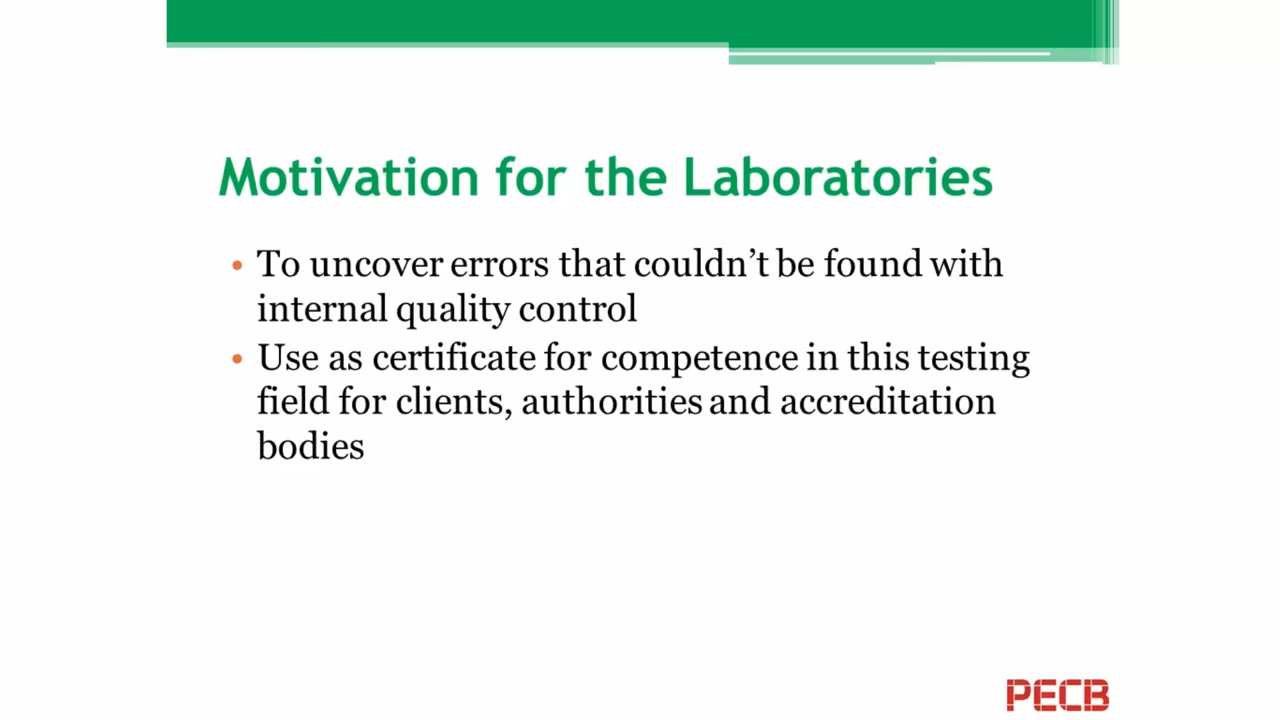 Motivation for the Laboratories
• To uncover errors that couldn’t be found with
internal quality control
• Use as certificate for competence in this testing
field for clients, authorities and accreditation
bodies
PECB